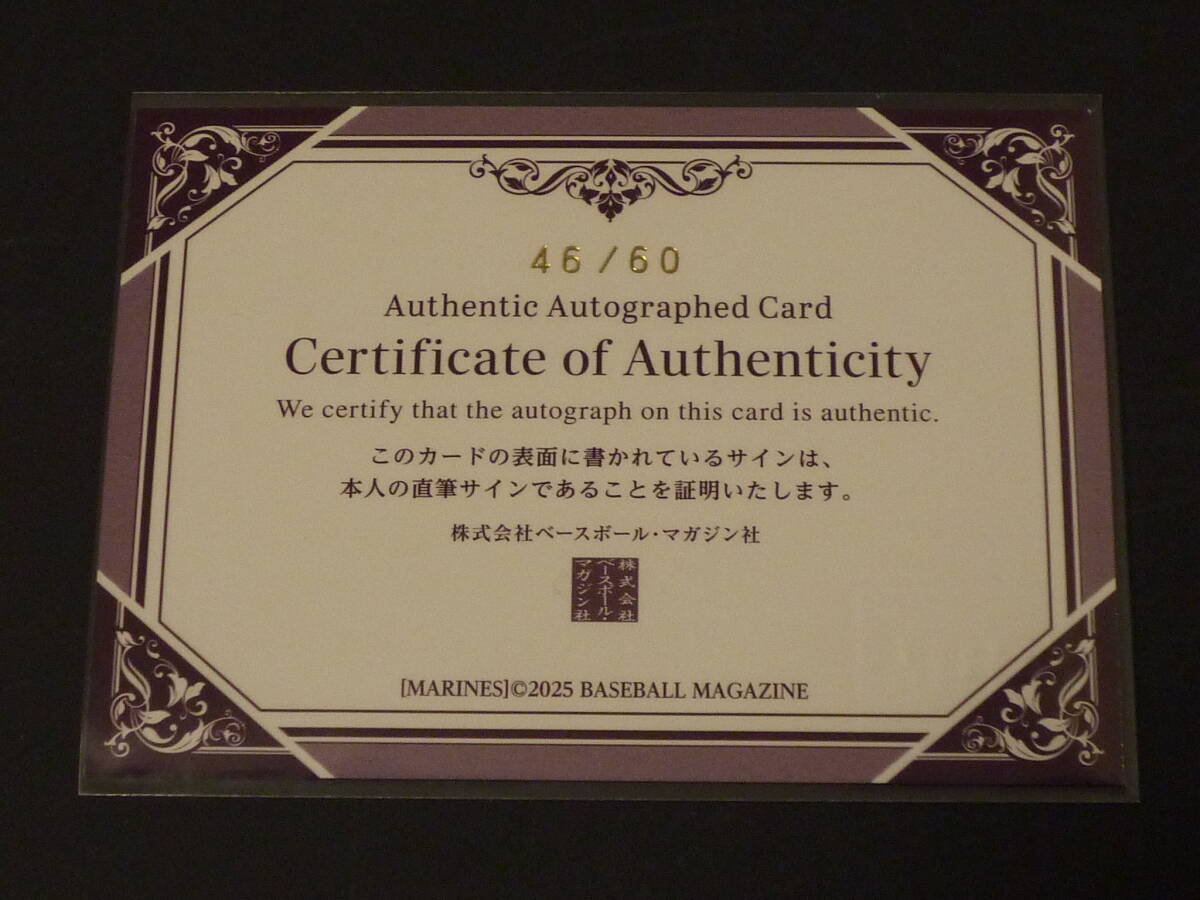 46/60
Authentic Autographed Card
Certificate of Authenticity
We certify that the autograph on this card is authentic.
このカードの表面に書かれているサインは、
本人の直筆サインであることを証明いたします。
株式会社ベースボール・マガジン社
株式会社
ベースボール・
マガジン社
[MARINES]©2025 BASEBALL MAGAZINE